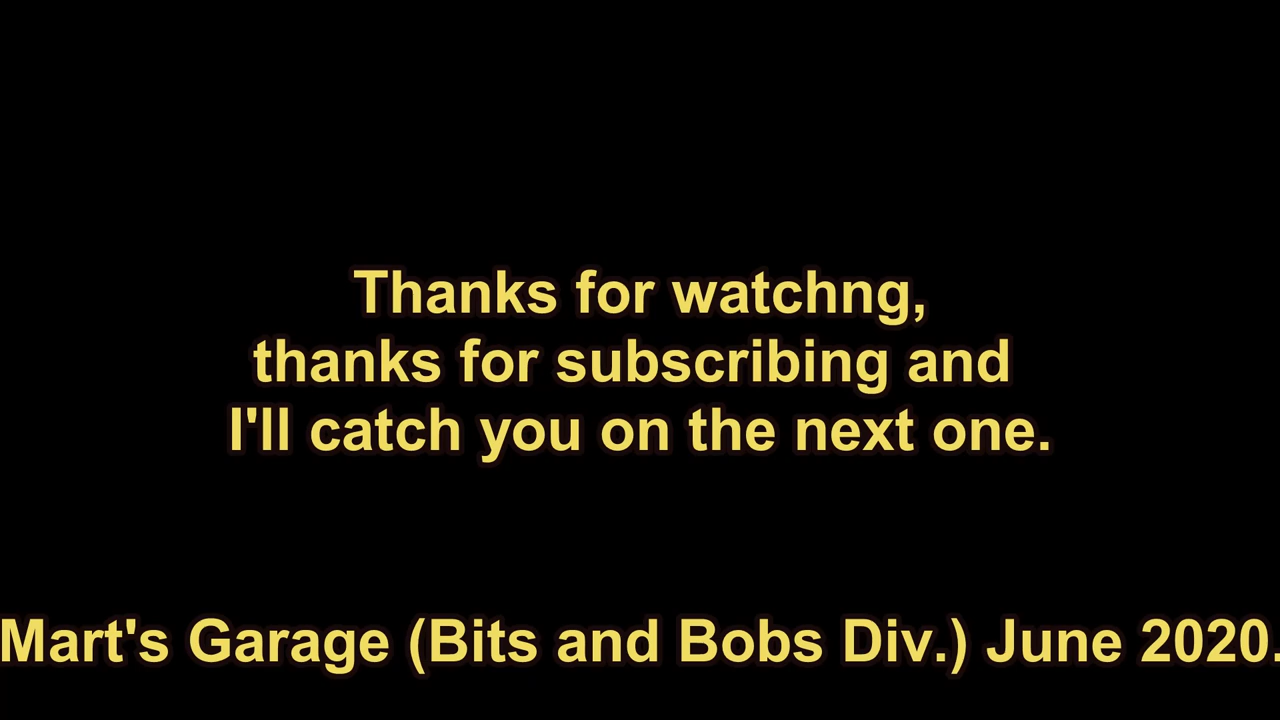 Thanks for watchng,
thanks for subscribing and
I'll catch you on the next one.
Mart's Garage (Bits and Bobs Div.) June 2020.